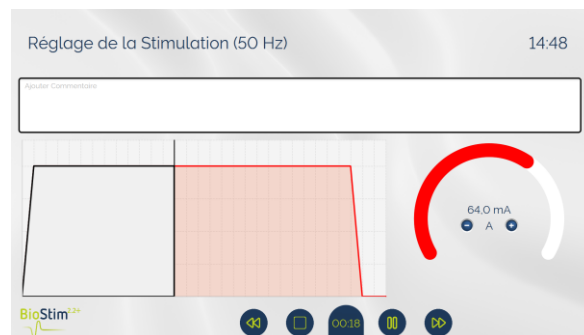 Réglage de la Stimulation (50 Hz)
14:48
Ajouter Commentaire
64,0 mA
A
BioStim
00:18